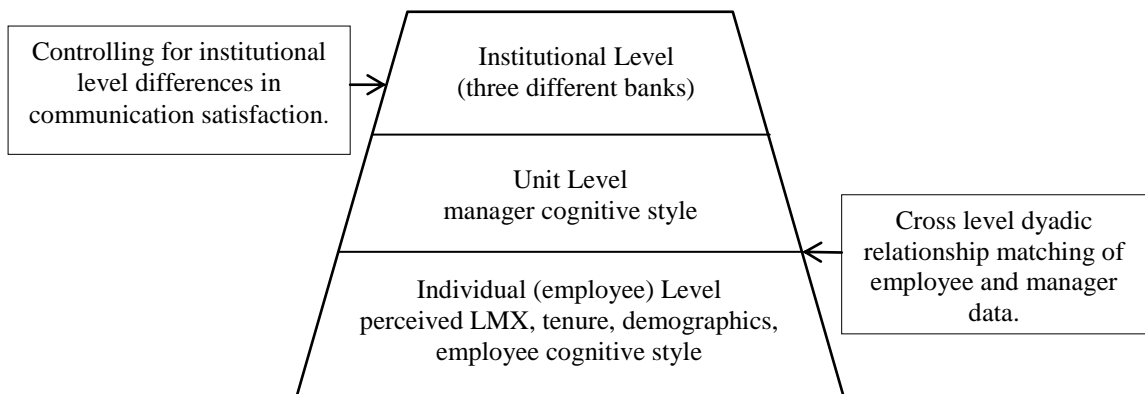 Controlling for institutional
level differences in
communication satisfaction.
Institutional Level
(three different banks)
Unit Level
manager cognitive style
Cross level dyadic
relationship matching of
employee and manager
data.
Individual (employee) Level
perceived LMX, tenure, demographics,
employee cognitive style